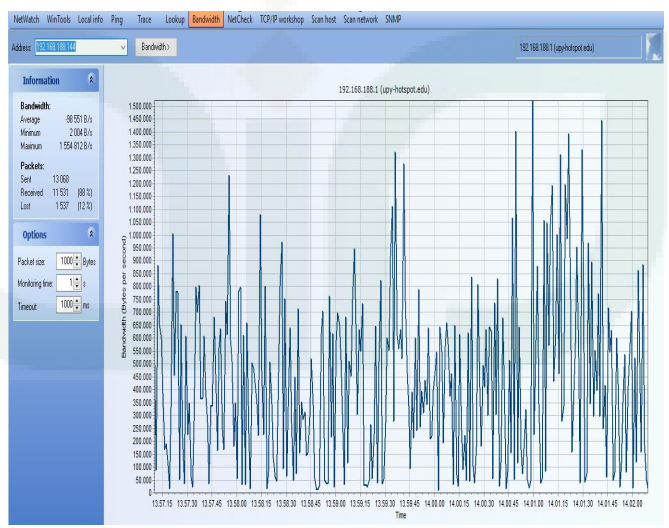 NetWatch WinTools Local info Ping Trace Lookup Bandwidth NetCheck TCP/IP workshop Scan host Scan network SNMP
Address: 192.168.188.144 Bandwidth> 192.168.188.1 (upy-hotspot.edu)
Information
Bandwidth:
Average -98 551 B/s
Minimum 2 004 B/s
Maximum 1 554 812 B/s
Packets:
Sent 13 068
Received 11 531 (88 %)
Lost 1 537 (12 %)
Options
Packet size: 1000 Bytes
Monitoring time: 1 s
Timeout: 1000 ms
192.168.188.1 (upy-hotspot.edu)
Bandwidth (Bytes per second)
1.500.000
1.450.000
1.400.000
1.350.000
1.300.000
1.250.000
1.200.000
1.150.000
1.100.000
1.050.000
1.000.000
950.000
900.000
850.000
800.000
750.000
700.000
650.000
600.000
550.000
500.000
450.000
400.000
350.000
300.000
250.000
200.000
150.000
100.000
50.000
0
13.57.15 13.57.30 13.57.45 13.58.00 13.58.15 13.58.30 13.58.45 13.59.00 13.59.15 13.59.30 13.59.45 14.00.00 14.00.15 14.00.30 14.00.45 14.01.00 14.01.15 14.01.30 14.01.45 14.02.00
Time